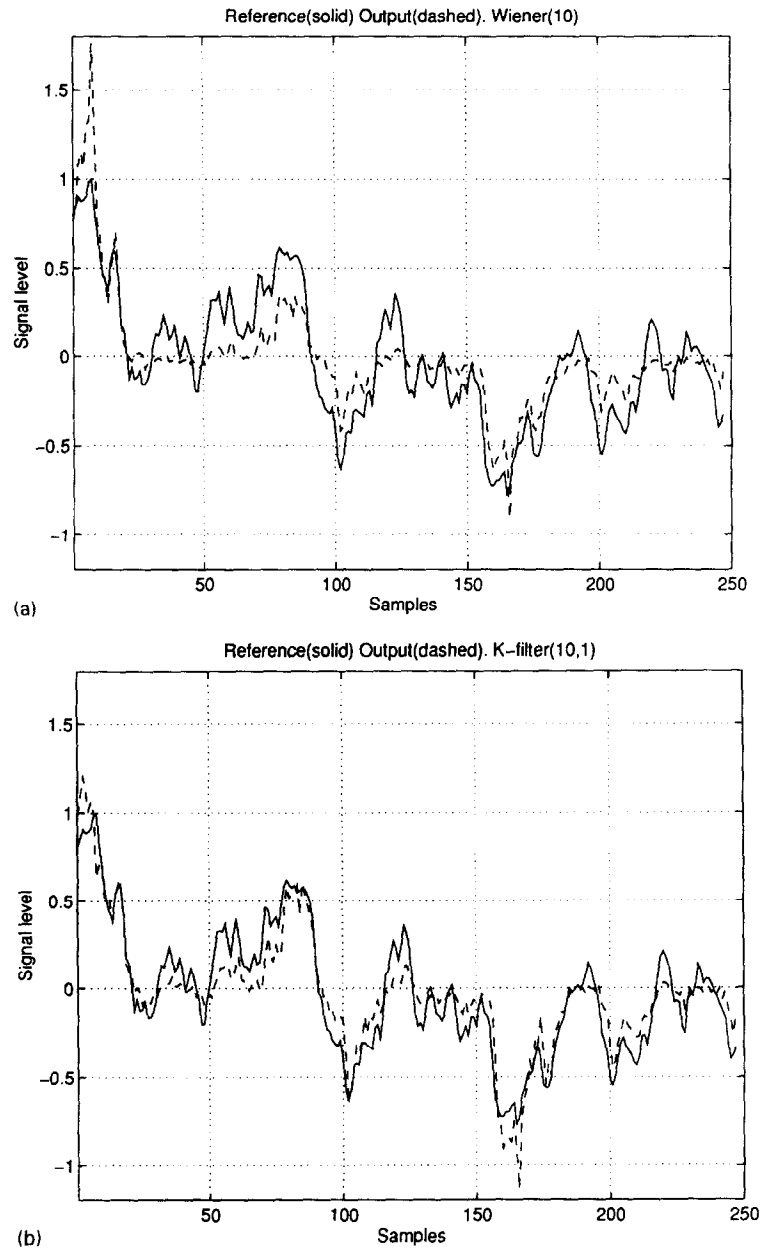 Reference(solid) Output(dashed). Wiener(10)
1.5
1
0.5
0
−0.5
−1
Signal level
50
100
150
200
250
Samples
(a)
Reference(solid) Output(dashed). K−filter(10,1)
1.5
1
0.5
0
−0.5
−1
Signal level
50
100
150
200
250
Samples
(b)